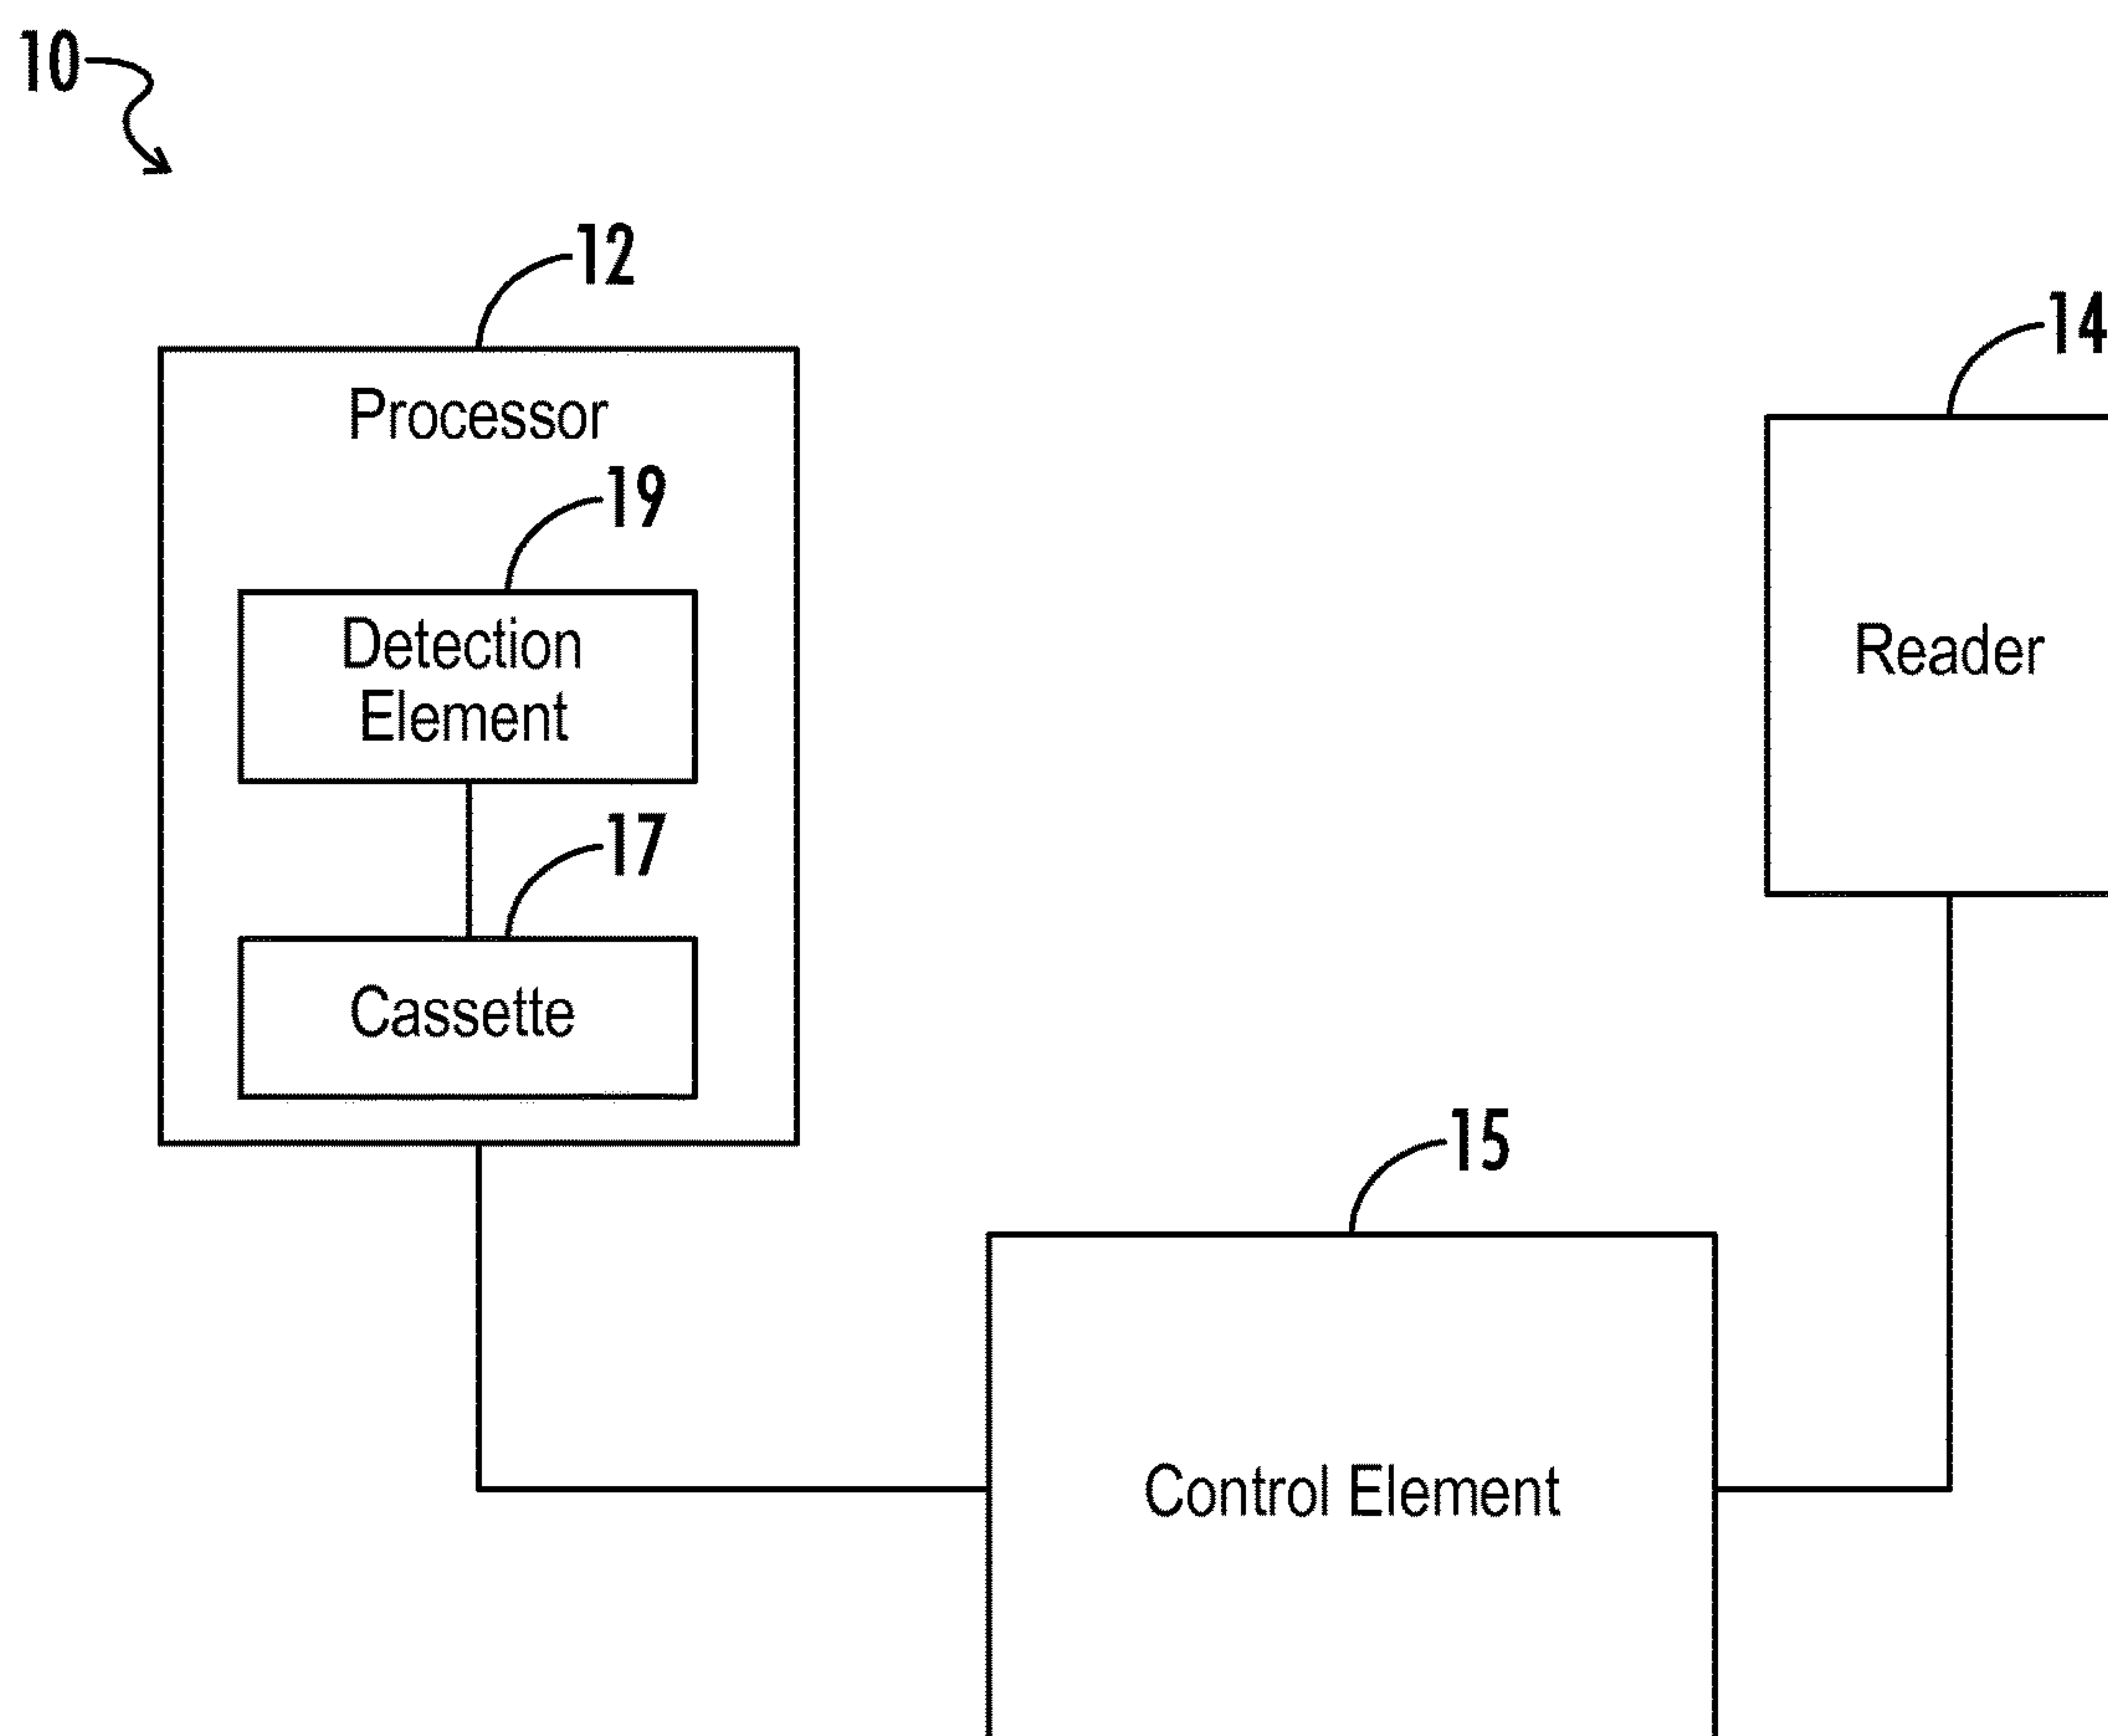 10
12
14
Processor
19
Detection
Element
Reader
17
Cassette
15
Control Element